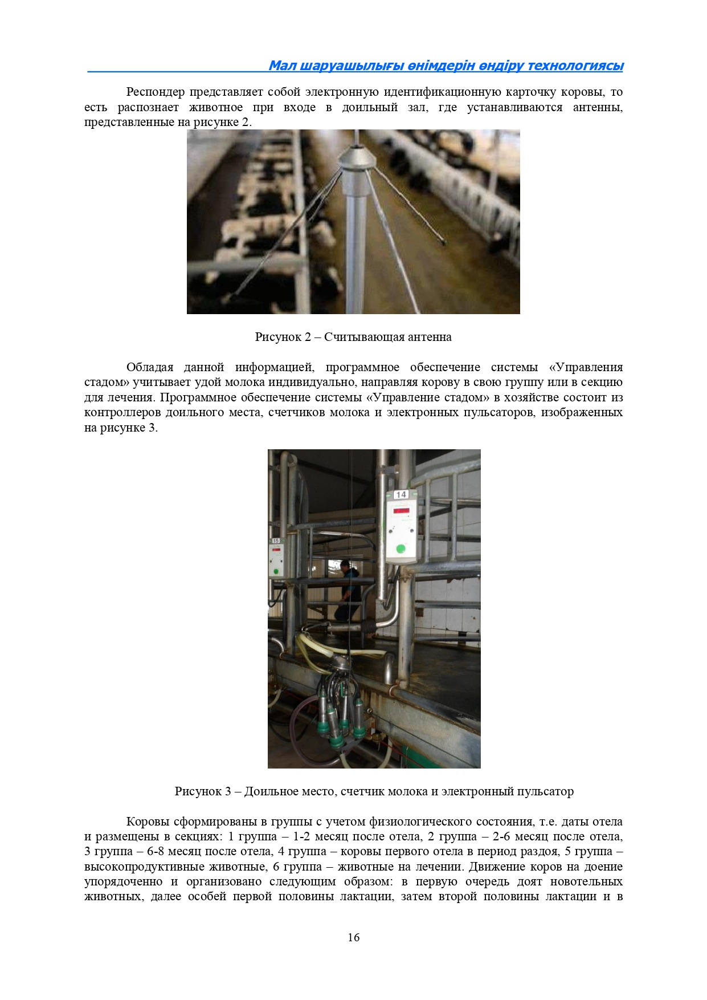 Мал шаруашылығы өнімдерін өндіру технологиясы
Респондер представляет собой электронную идентификационную карточку коровы, то
есть распознает животное при входе в доильный зал, где устанавливаются антенны,
представленные на рисунке 2.
Рисунок 2 – Считывающая антенна
Обладая данной информацией, программное обеспечение системы «Управления
стадом» учитывает удой молока индивидуально, направляя корову в свою группу или в секцию
для лечения. Программное обеспечение системы «Управление стадом» в хозяйстве состоит из
контроллеров доильного места, счетчиков молока и электронных пульсаторов, изображенных
на рисунке 3.
14
15
Рисунок 3 – Доильное место, счетчик молока и электронный пульсатор
Коровы сформированы в группы с учетом физиологического состояния, т.е. даты отела
и размещены в секциях: 1 группа – 1-2 месяц после отела, 2 группа – 2-6 месяц после отела,
3 группа – 6-8 месяц после отела, 4 группа – коровы первого отела в период раздоя, 5 группа –
высокопродуктивные животные, 6 группа – животные на лечении. Движение коров на доение
упорядоченно и организовано следующим образом: в первую очередь доят новотельных
животных, далее особей первой половины лактации, затем второй половины лактации и в
16